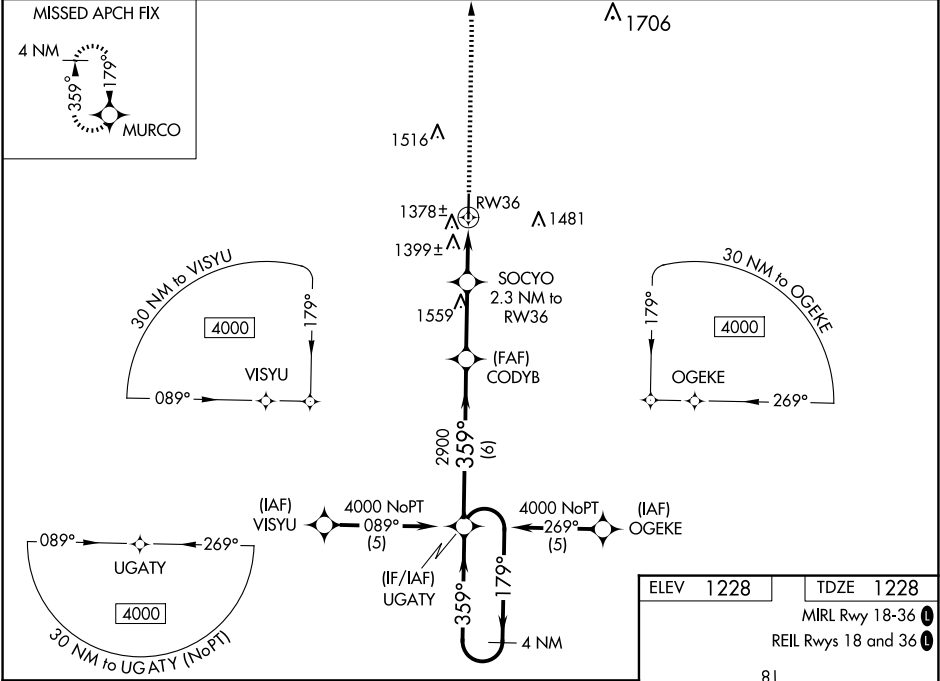 MISSED APCH FIX
4 NM
359°
179°
MURCO
1706
1516
1378±
RW36
1481
1399±
SOCYO
2.3 NM to
RW36
1559
(FAF)
CODYB
30 NM to VISYU
4000
179°
VISYU
089°
30 NM to OGEKE
4000
179°
OGEKE
269°
2900
359°
(6)
(IAF)
VISYU
4000 NoPT
089°
(5)
4000 NoPT
269°
(5)
(IAF)
OGEKE
(IF/IAF)
UGATY
359°
179°
4 NM
089°
269°
UGATY
4000
30 NM to UGATY (NoPT)
ELEV 1228
TDZE 1228
MIRL Rwy 18-36 L
REIL Rwys 18 and 36 L